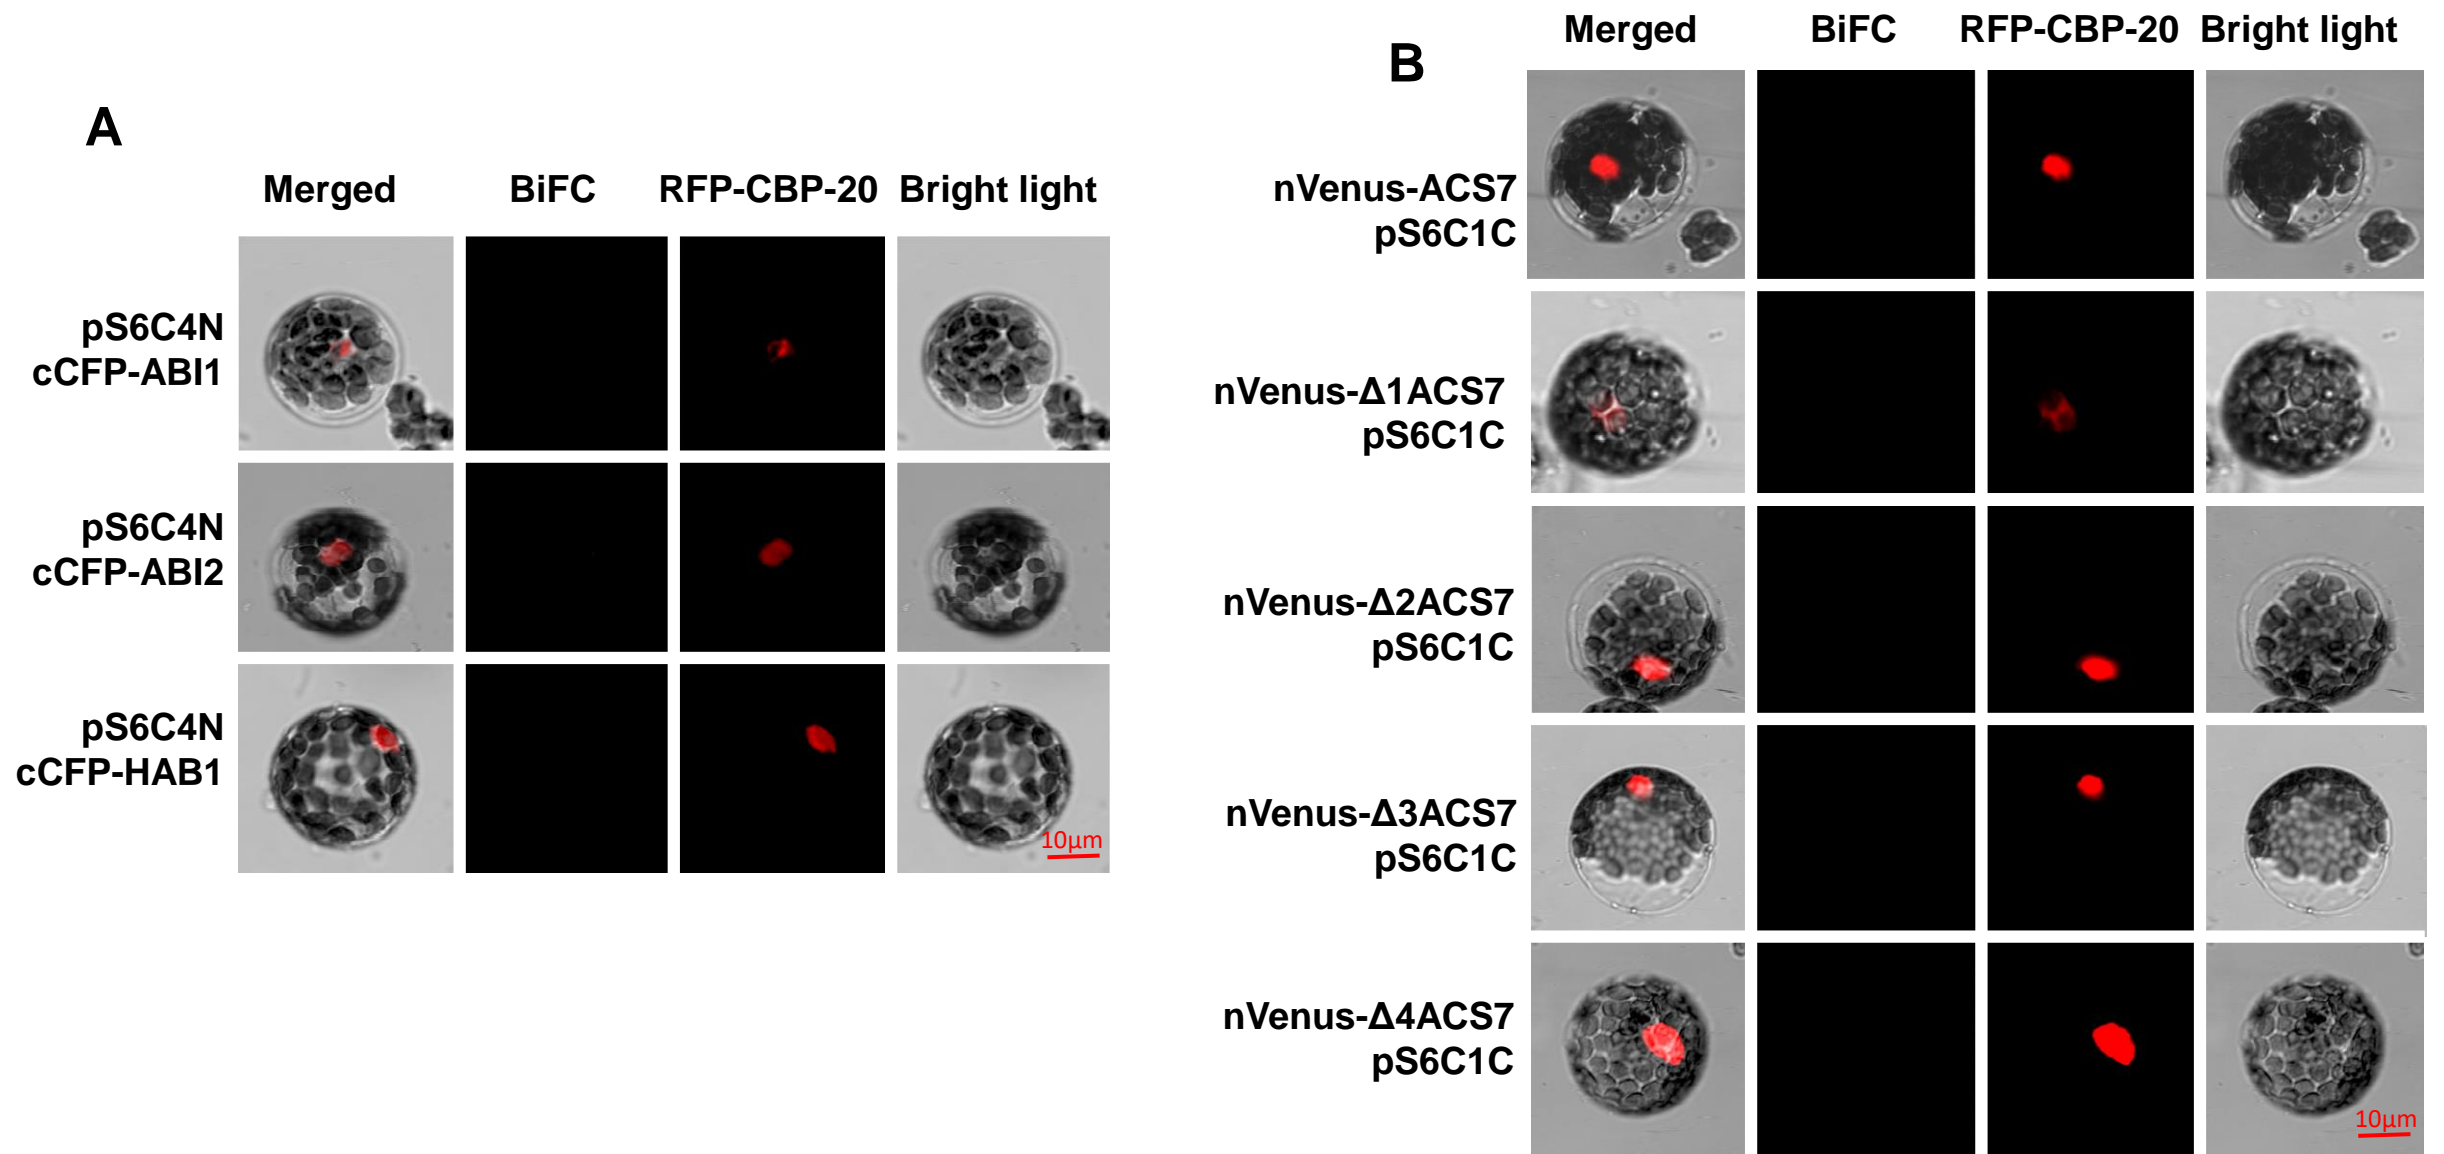 A
Merged BiFC RFP-CBP-20 Bright light
pS6C4N
cCFP-ABI1
pS6C4N
cCFP-ABI2
pS6C4N
cCFP-HAB1
10µm
B
Merged BiFC RFP-CBP-20 Bright light
nVenus-ACS7
pS6C1C
nVenus-Δ1ACS7
pS6C1C
nVenus-Δ2ACS7
pS6C1C
nVenus-Δ3ACS7
pS6C1C
nVenus-Δ4ACS7
pS6C1C
10µm